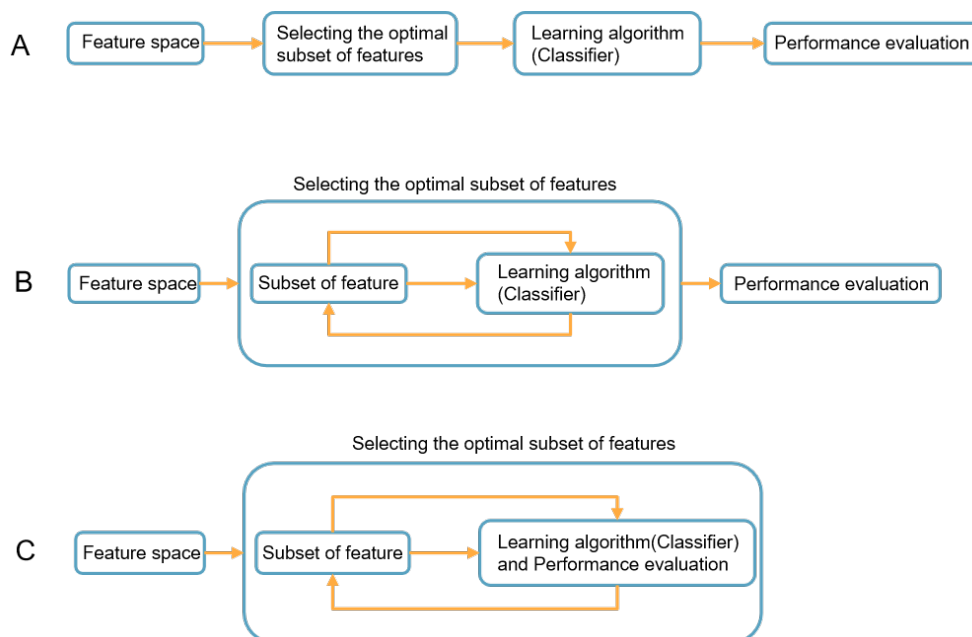 A
Feature space
Selecting the optimal
subset of features
Learning algorithm
(Classifier)
Performance evaluation
Selecting the optimal subset of features
B
Feature space
Subset of feature
Learning algorithm
(Classifier)
Performance evaluation
Selecting the optimal subset of features
C
Feature space
Subset of feature
Learning algorithm(Classifier)
and Performance evaluation